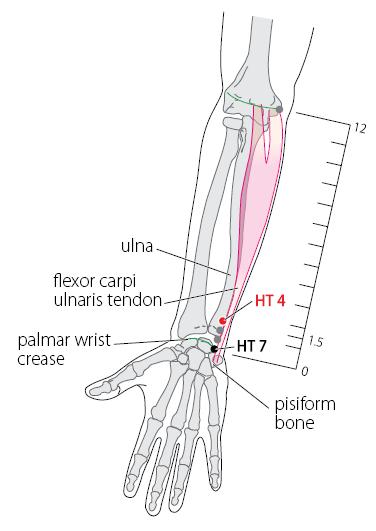 12
ulna
flexor carpi
ulnaris tendon
HT 4
palmar wrist
crease
HT 7
1.5
0
pisiform
bone